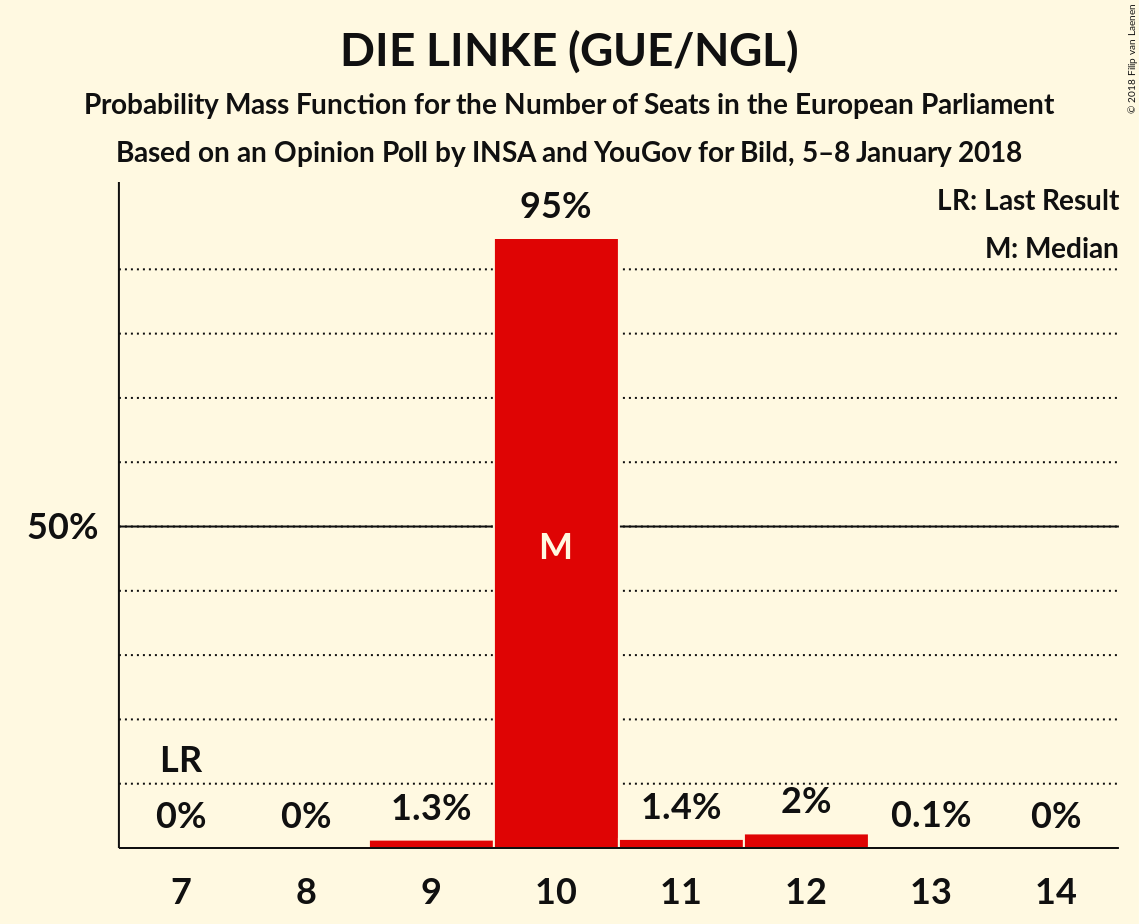 DIE LINKE (GUE/NGL)
Probability Mass Function for the Number of Seats in the European Parliament
Based on an Opinion Poll by INSA and YouGov for Bild, 5–8 January 2018
© 2018 Filip van Laenen
LR: Last Result
M: Median
95%
50%
M
LR
0% 0% 1.3% 1.4% 2% 0.1% 0%
7 8 9 10 11 12 13 14